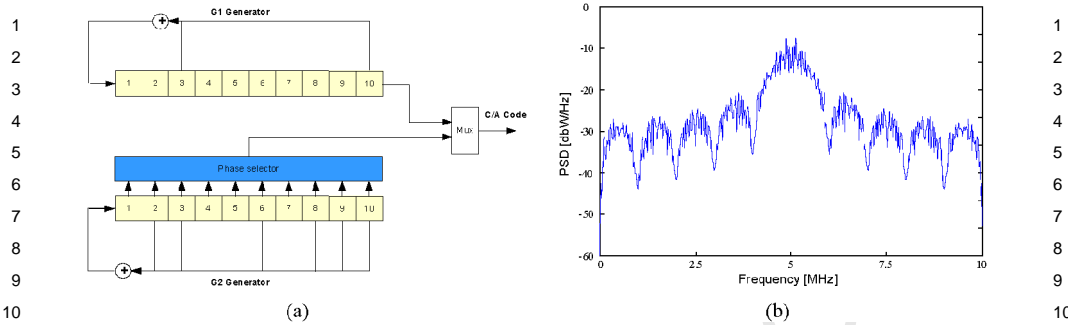 G1 Generator
+
1 2 3 4 5 6 7 8 9 10
C/A Code
Mux
Phase selector
1 2 3 4 5 6 7 8 9 10
+
G2 Generator
(a)
0
-10
-20
-30
-40
-50
-60
PSD [dbW/Hz]
0 2.5 5 7.5 10
Frequency [MHz]
(b)
1
2
3
4
5
6
7
8
9
10
1
2
3
4
5
6
7
8
9
10